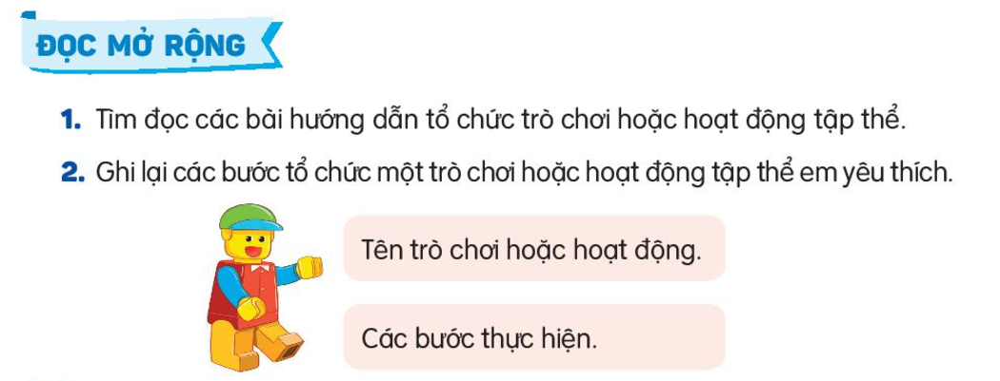 ĐỌC MỞ RỘNG
1. Tìm đọc các bài hướng dẫn tổ chức trò chơi hoặc hoạt động tập thể.
2. Ghi lại các bước tổ chức một trò chơi hoặc hoạt động tập thể em yêu thích.
Tên trò chơi hoặc hoạt động.
Các bước thực hiện.